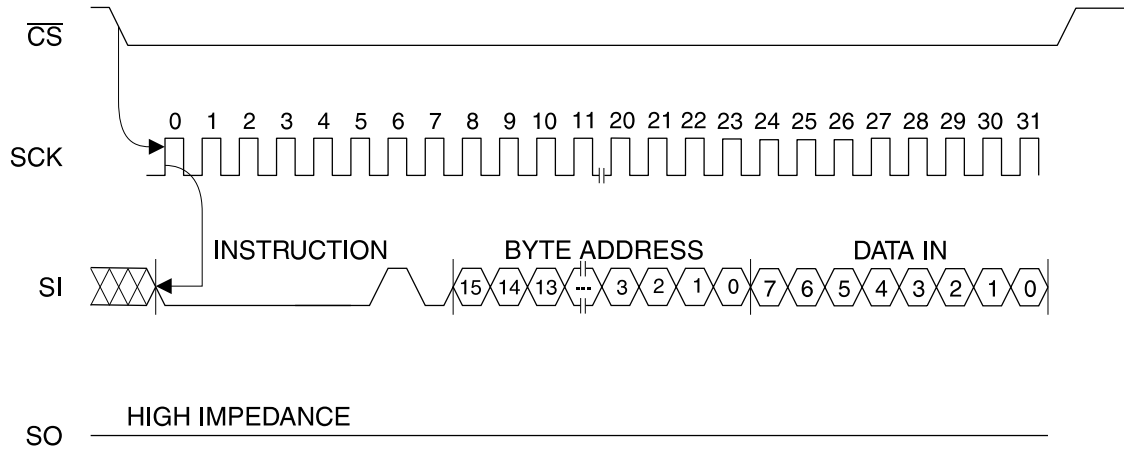 CS
0 1 2 3 4 5 6 7 8 9 10 11 20 21 22 23 24 25 26 27 28 29 30 31
SCK
INSTRUCTION BYTE ADDRESS DATA IN
SI 15 14 13 --- 3 2 1 0 7 6 5 4 3 2 1 0
HIGH IMPEDANCE
SO